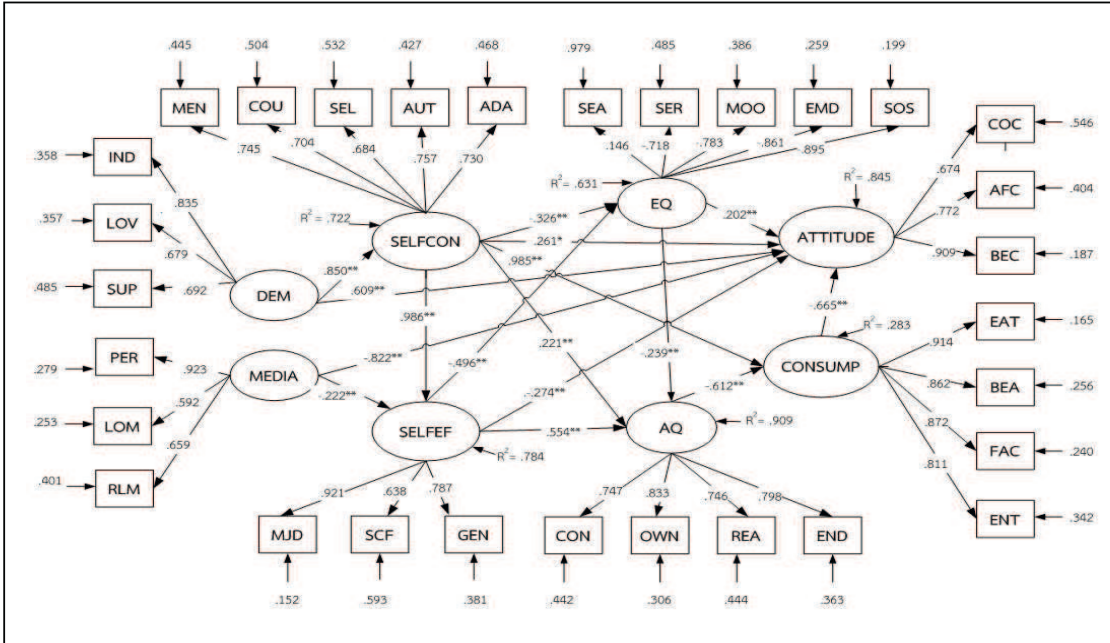 .445 .504 .532 .427 .468 .979 .485 .386 .259 .199
MEN COU SEL AUT ADA SEA SER MOO EMD SOS
COC .546
.358 IND
.745 .704 .684 .757 .730
.146 -.718 -.783 -.861 -.895
.674
R² = .631
R² = .845
AFC .404
.835
.772
.357 LOV
R² = .722
EQ
SELFCON
-.326**
.202**
ATTITUDE
.679
.261*
.909
BEC .187
.985**
.485 SUP
.692
DEM
.850**
.609**
-.665**
R² = .283
EAT .165
.986**
.914
PER
.279
.923
MEDIA
-.822**
-.496**
.221**
-.239**
CONSUMP
.862
BEA .256
.592
-.222**
-.274**
-.612**
.872
.253 LOM
SELFEF
.554**
AQ
R² = .909
.811
FAC .240
.659
R² = .784
.401 RLM
.921 .638 .787
.747 .833 .746 .798
ENT .342
MJD SCF GEN CON OWN REA END
.152 .593 .381 .442 .306 .444 .363